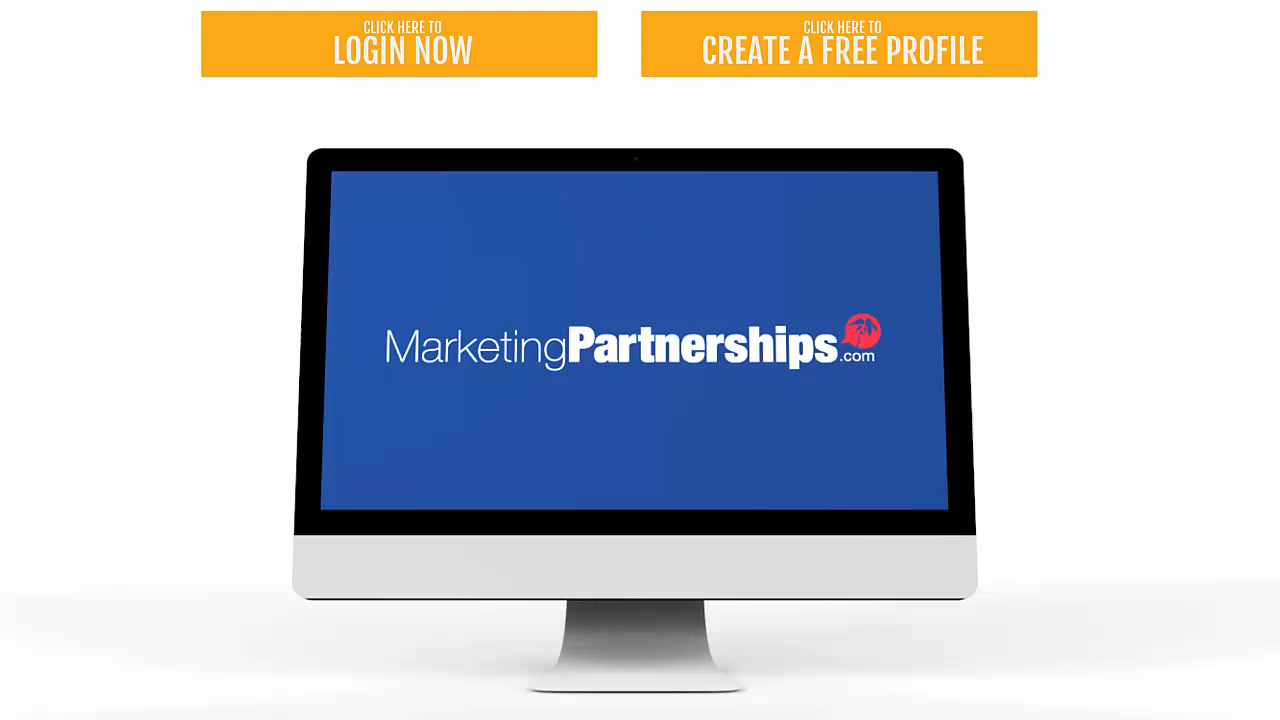 CLICK HERE TO
LOGIN NOW
CLICK HERE TO
CREATE A FREE PROFILE
MarketingPartnerships.com